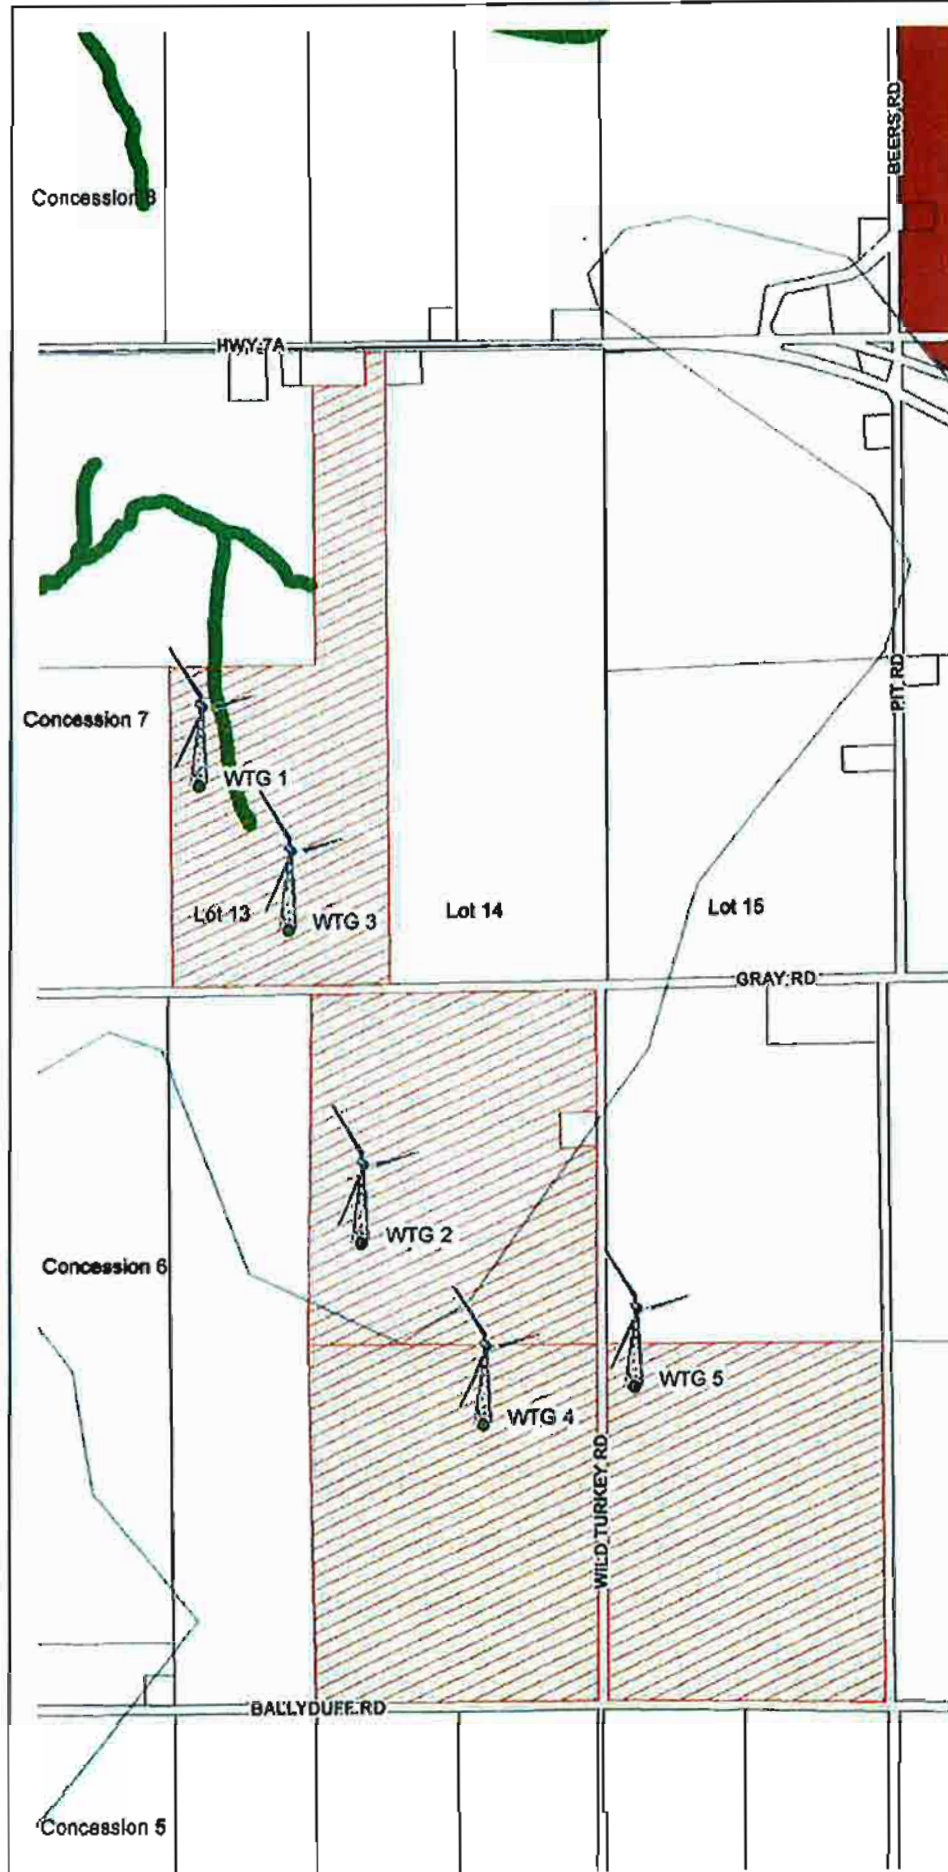 BEERS RD
Concession 8
HWY 7A
PIT RD
Concession 7
WTG 1
Lot 13
WTG 3
Lot 14
Lot 15
GRAY RD
WTG 2
Concession 6
WTG 5
WTG 4
WILD TURKEY RD
BALLYDUFF RD
Concession 5